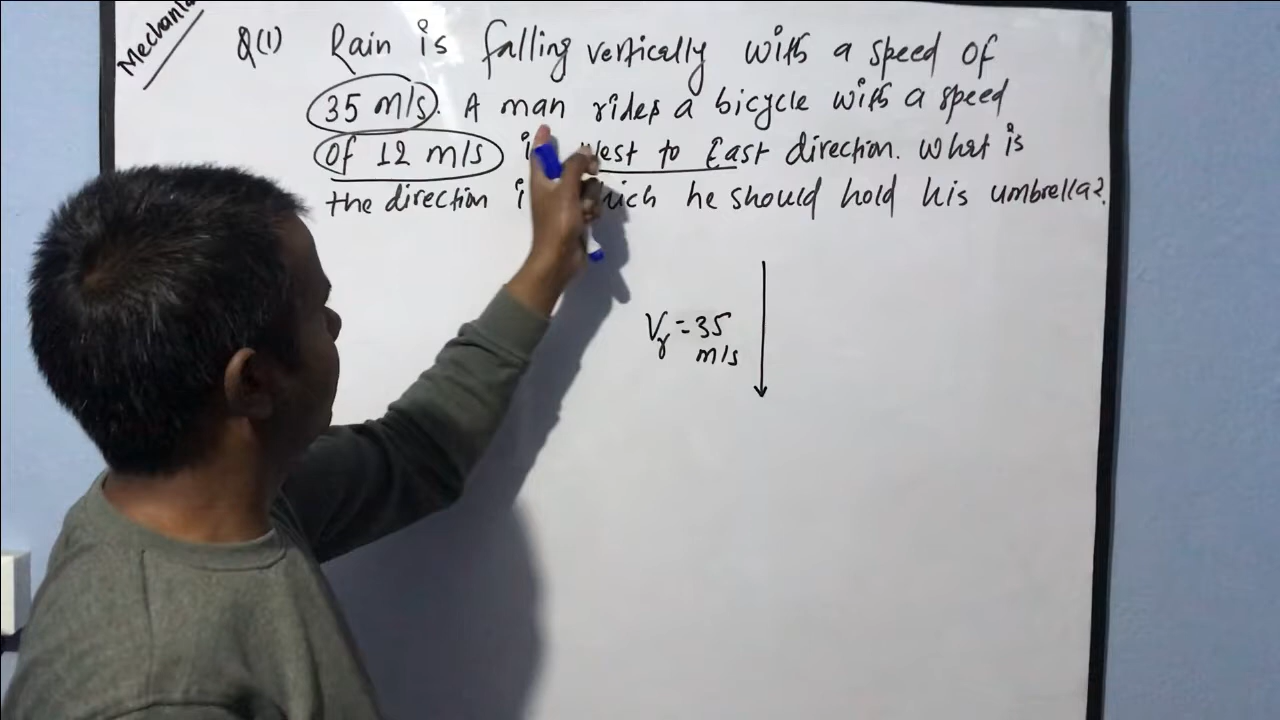 Q(1) Rain is falling vertically with a speed of
35 m/s. A man rides a bicycle with a speed
of 12 m/s West to East direction. What is
the direction he should hold his umbrella?
Vr = 35
m/s